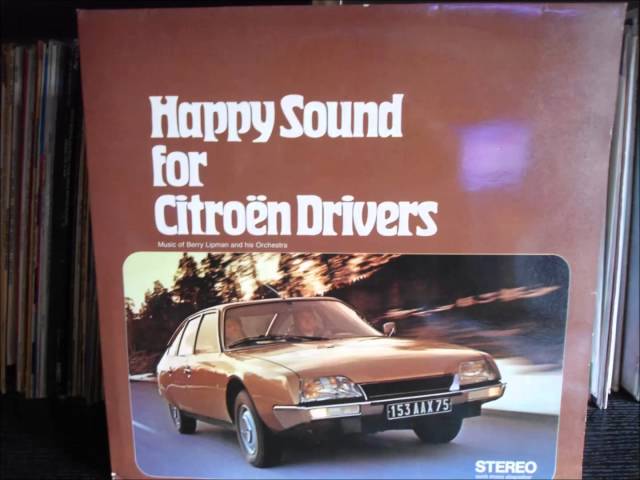 Happy Sound
for
Citroën Drivers
Music of Berry Lipman and his Orchestra
153 AAX 75
STEREO